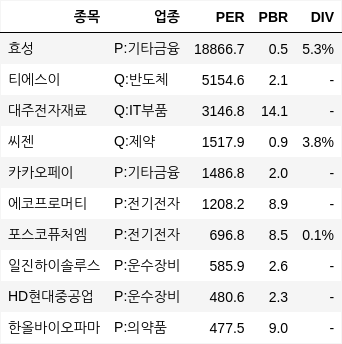 종목 업종 PER PBR DIV
효성 P:기타금융 18866.7 0.5 5.3%
티에스이 Q:반도체 5154.6 2.1 -
대주전자재료 Q:IT부품 3146.8 14.1 -
씨젠 Q:제약 1517.9 0.9 3.8%
카카오페이 P:기타금융 1486.8 2.0 -
에코프로머티 P:전기전자 1208.2 8.9 -
포스코퓨처엠 P:전기전자 696.8 8.5 0.1%
일진하이솔루스 P:운수장비 585.9 2.6 -
HD현대중공업 P:운수장비 480.6 2.3 -
한올바이오파마 P:의약품 477.5 9.0 -